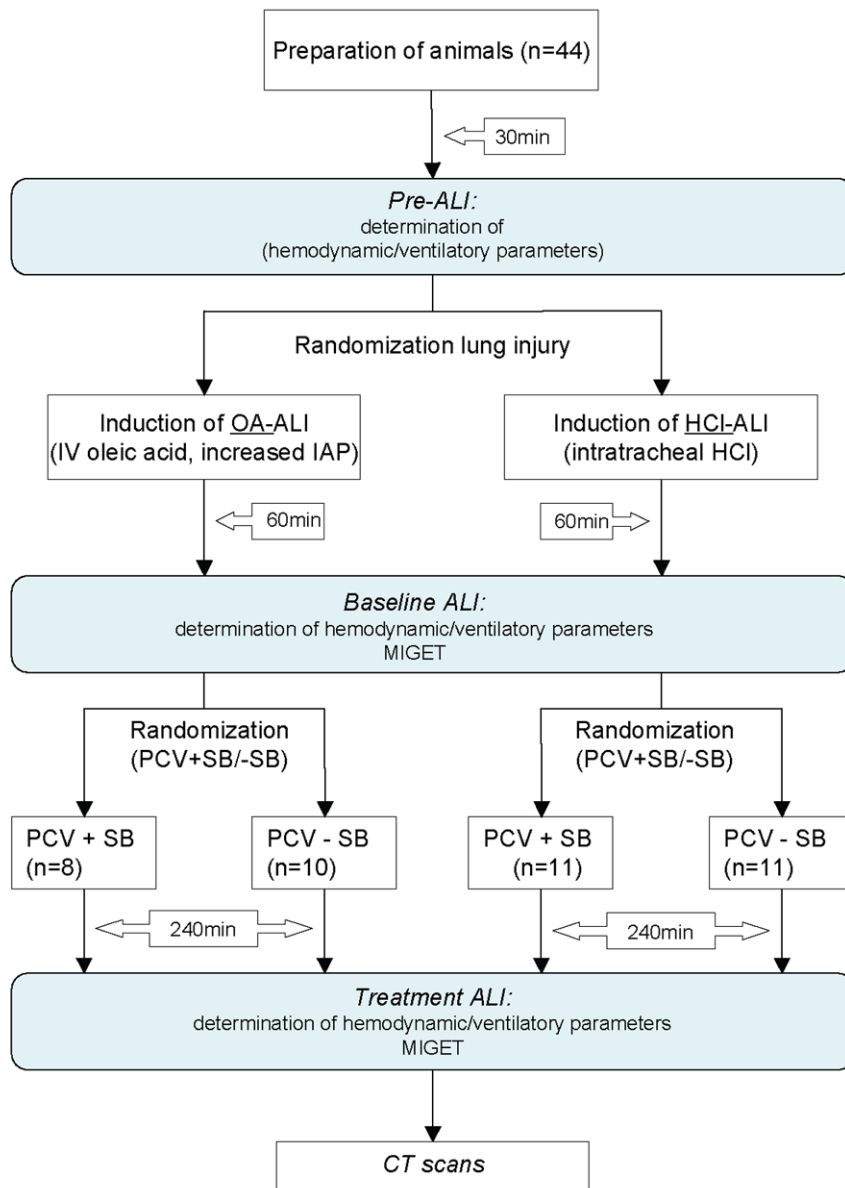 Preparation of animals (n=44)
30min
Pre-ALI:
determination of
(hemodynamic/ventilatory parameters)
Randomization lung injury
Induction of OA-ALI
(IV oleic acid, increased IAP)
Induction of HCl-ALI
(intratracheal HCl)
60min
60min
Baseline ALI:
determination of hemodynamic/ventilatory parameters
MIGET
Randomization
(PCV+SB/-SB)
Randomization
(PCV+SB/-SB)
PCV + SB
(n=8)
PCV - SB
(n=10)
PCV + SB
(n=11)
PCV - SB
(n=11)
240min
240min
Treatment ALI:
determination of hemodynamic/ventilatory parameters
MIGET
CT scans